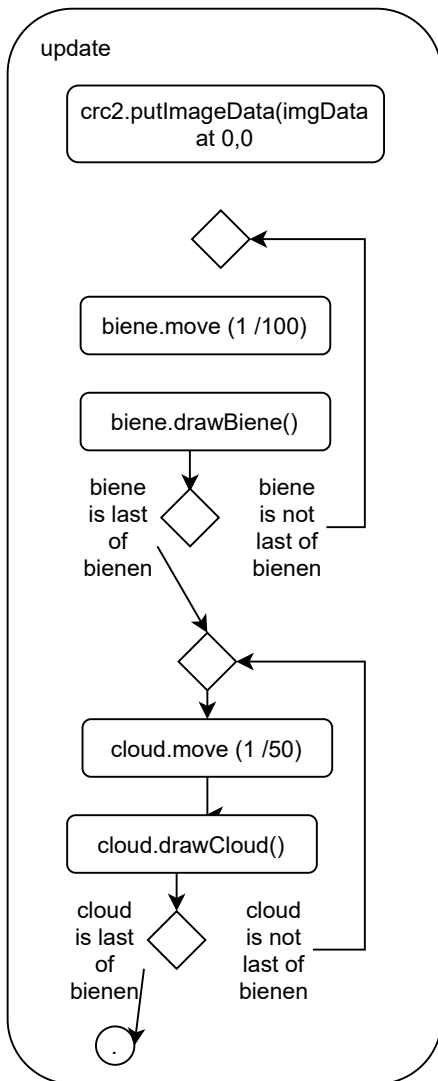 update
crc2.putImageData(imgData
at 0,0
biene.move (1 /100)
biene.drawBiene()
biene
is last
of
bienen
biene
is not
last of
bienen
cloud.move (1 /50)
cloud.drawCloud()
cloud
is last
of
bienen
cloud
is not
last of
bienen
.